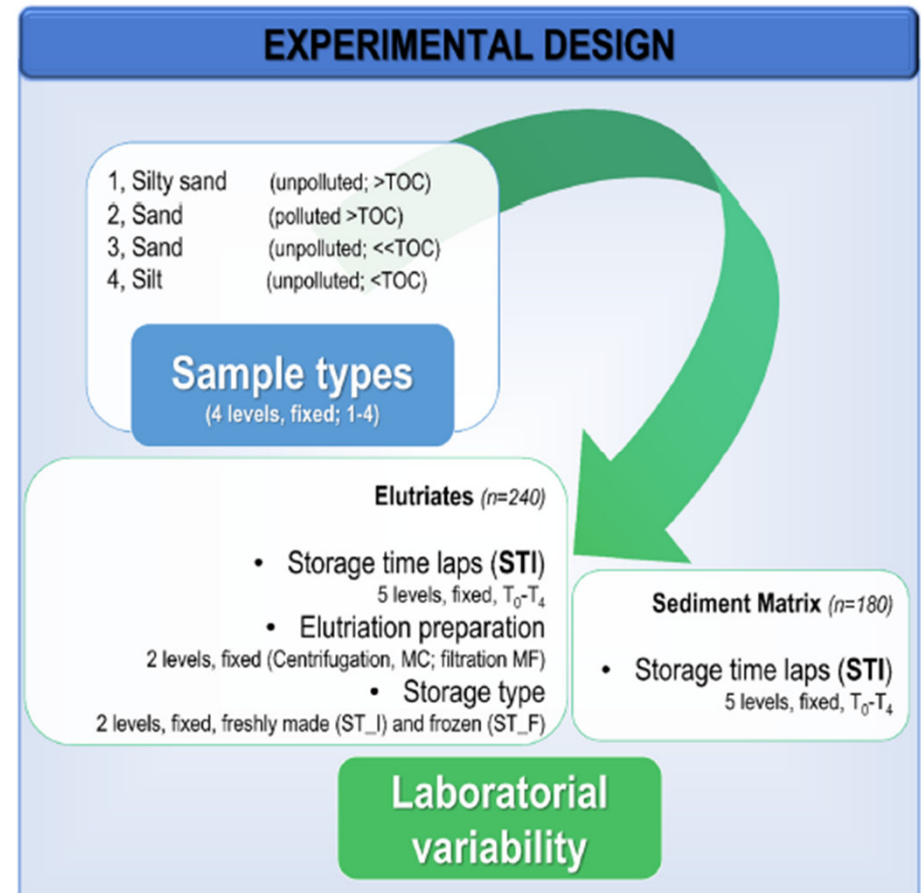 EXPERIMENTAL DESIGN
1, Silty sand (unpolluted; >TOC)
2, Sand (polluted >TOC)
3, Sand (unpolluted; <<TOC)
4, Silt (unpolluted; <TOC)
Sample types
(4 levels, fixed; 1-4)
Elutriates (n=240)
• Storage time laps (STI)
5 levels, fixed, T₀-T₄
• Elutriation preparation
2 levels, fixed (Centrifugation, MC; filtration MF)
• Storage type
2 levels, fixed, freshly made (ST_I) and frozen (ST_F)
Sediment Matrix (n=180)
• Storage time laps (STI)
5 levels, fixed, T₀-T₄
Laboratorial
variability